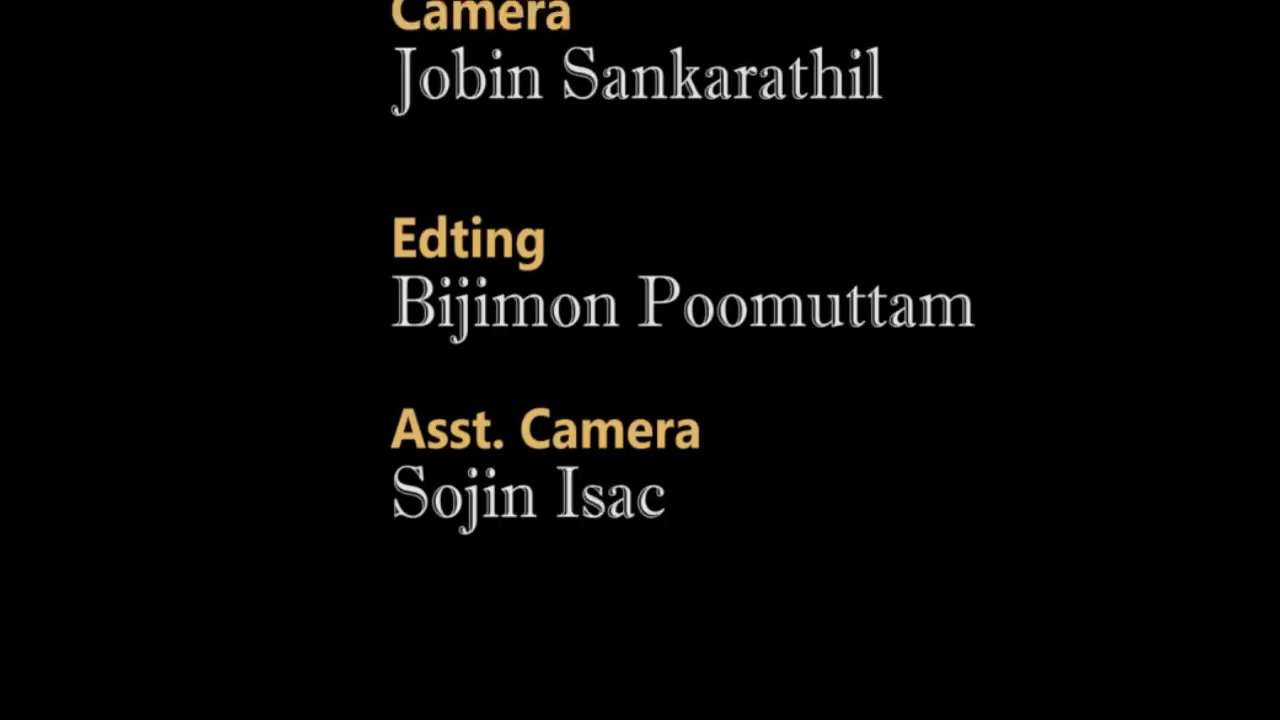 Camera
Jobin Sankarathil
Edting
Bijimon Poomuttam
Asst. Camera
Sojin Isac